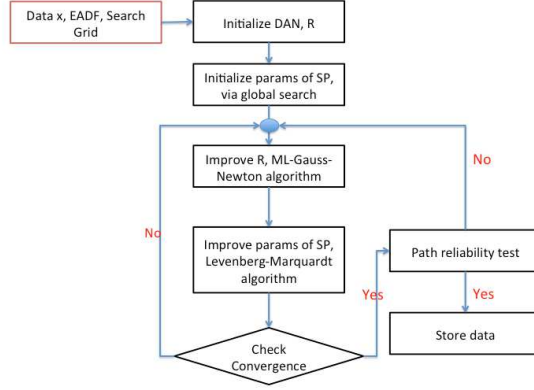 Data x, EADF, Search
Grid
Initialize DAN, R
Initialize params of SP,
via global search
Improve R, ML-Gauss-
Newton algorithm
No
No
Improve params of SP,
Levenberg-Marquardt
algorithm
Path reliability test
Yes
Yes
Store data
Check
Convergence